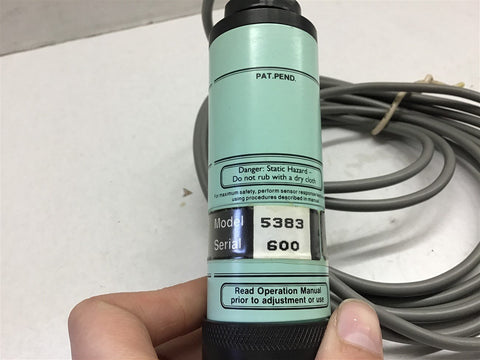 PAT.PEND.
Danger: Static Hazard –
Do not rub with a dry cloth
For maximum safety, perform sensor response
using procedures described in manual
Model 5383
Serial 600
Read Operation Manual
prior to adjustment or use